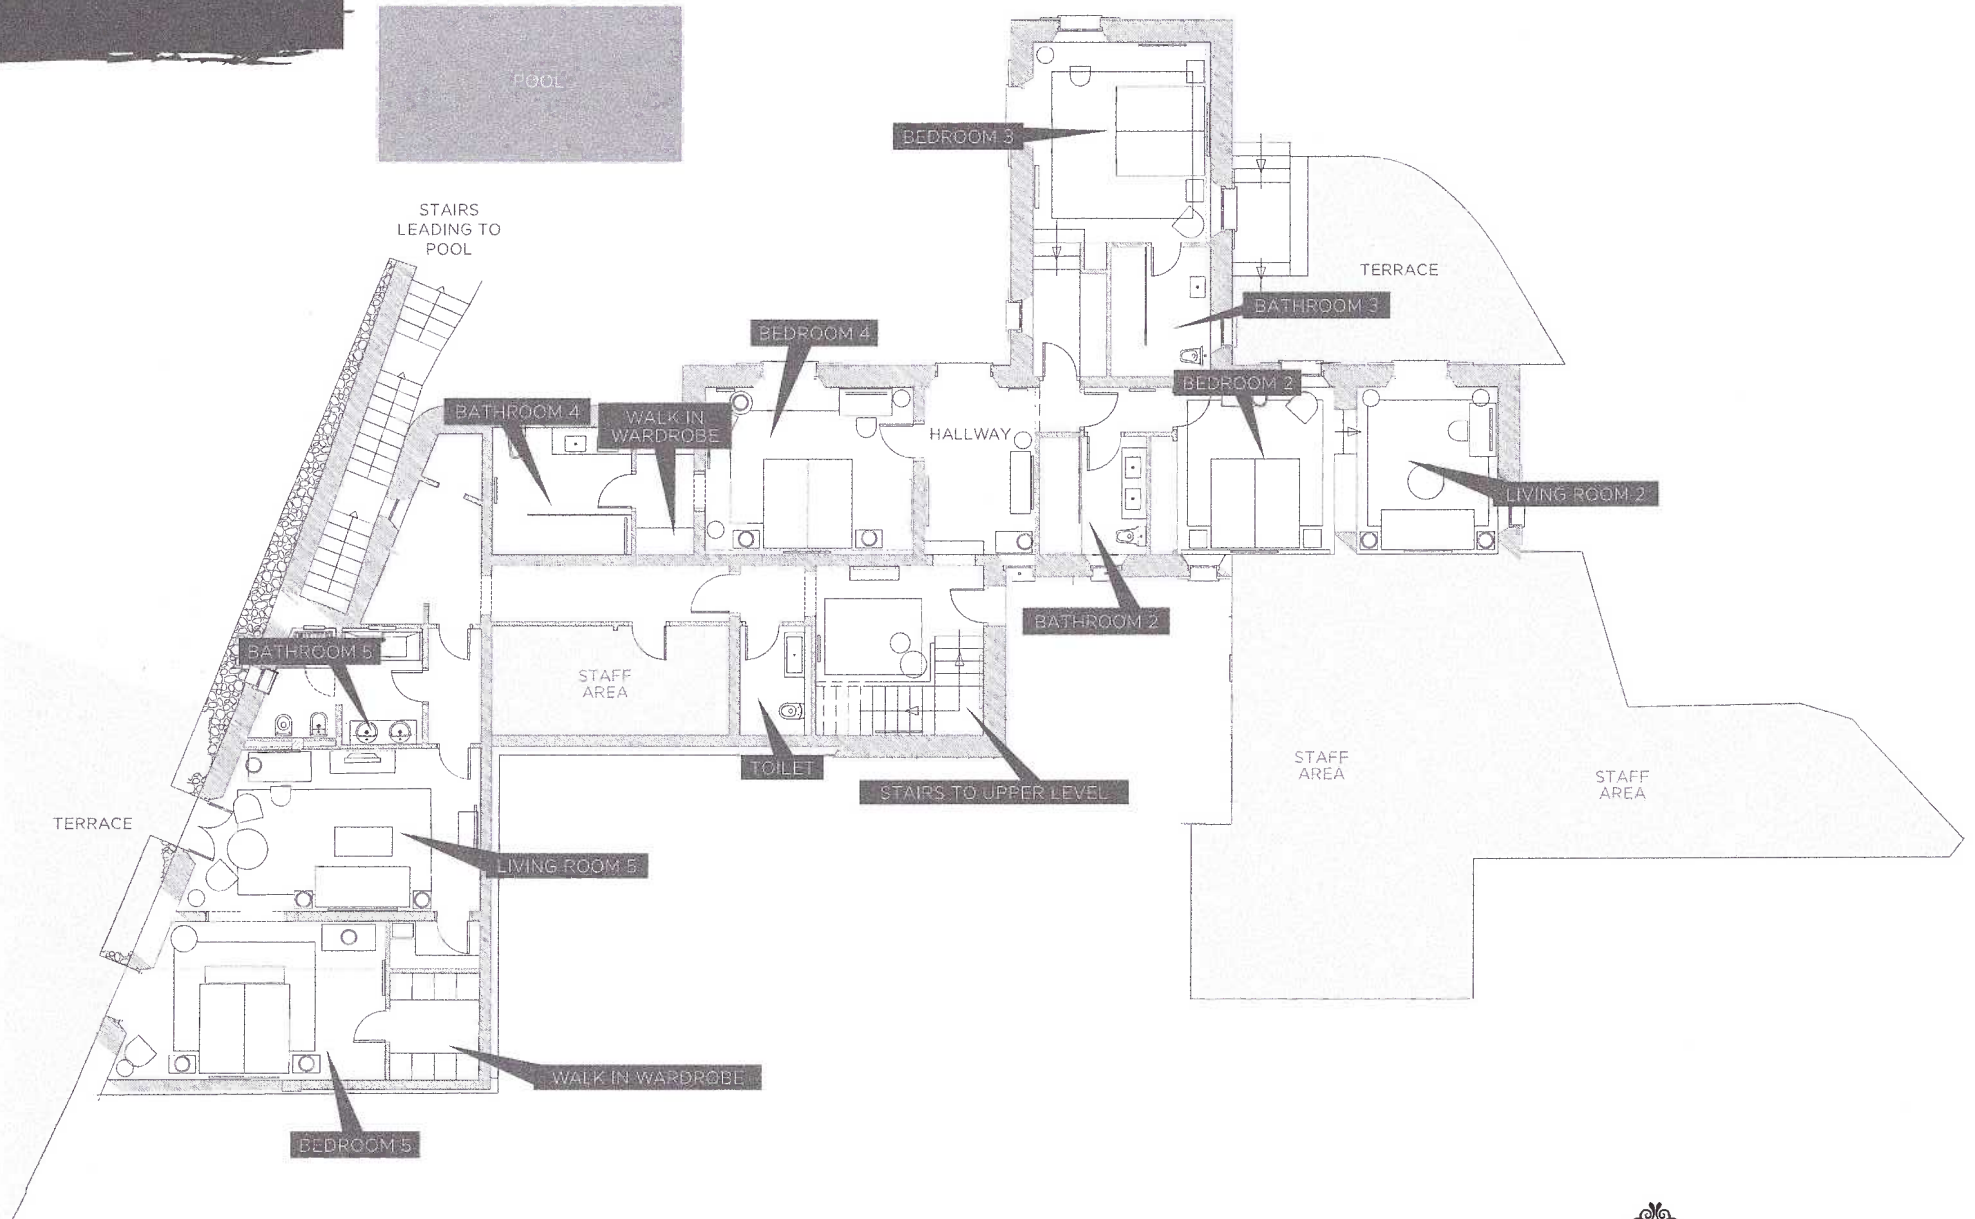 POOL
BEDROOM 3
STAIRS
LEADING TO
POOL
TERRACE
BATHROOM 3
BEDROOM 4
BEDROOM 2
BATHROOM 4
WALK IN
WARDROBE
HALLWAY
LIVING ROOM 2
BATHROOM 2
BATHROOM 5
STAFF
AREA
TOILET
STAIRS TO UPPER LEVEL
STAFF
AREA
STAFF
AREA
TERRACE
LIVING ROOM 5
WALK IN WARDROBE
BEDROOM 5